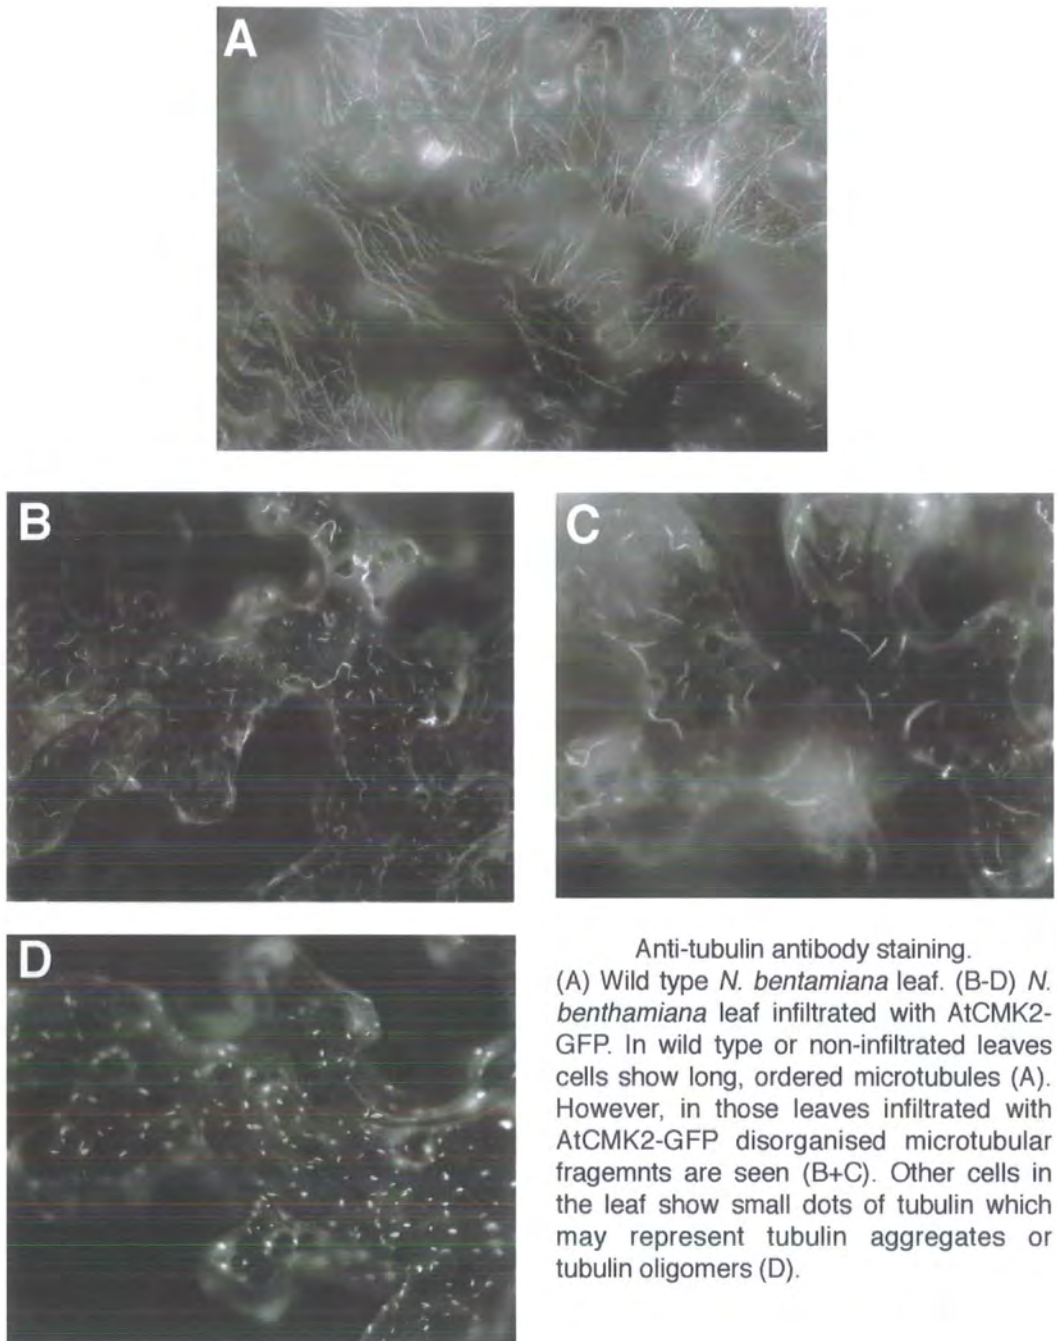 A
B
C
D
Anti-tubulin antibody staining.
(A) Wild type N. bentamiana leaf. (B-D) N.
benthamiana leaf infiltrated with AtCMK2-
GFP. In wild type or non-infiltrated leaves
cells show long, ordered microtubules (A).
However, in those leaves infiltrated with
AtCMK2-GFP disorganised microtubular
fragemnts are seen (B+C). Other cells in
the leaf show small dots of tubulin which
may represent tubulin aggregates or
tubulin oligomers (D).